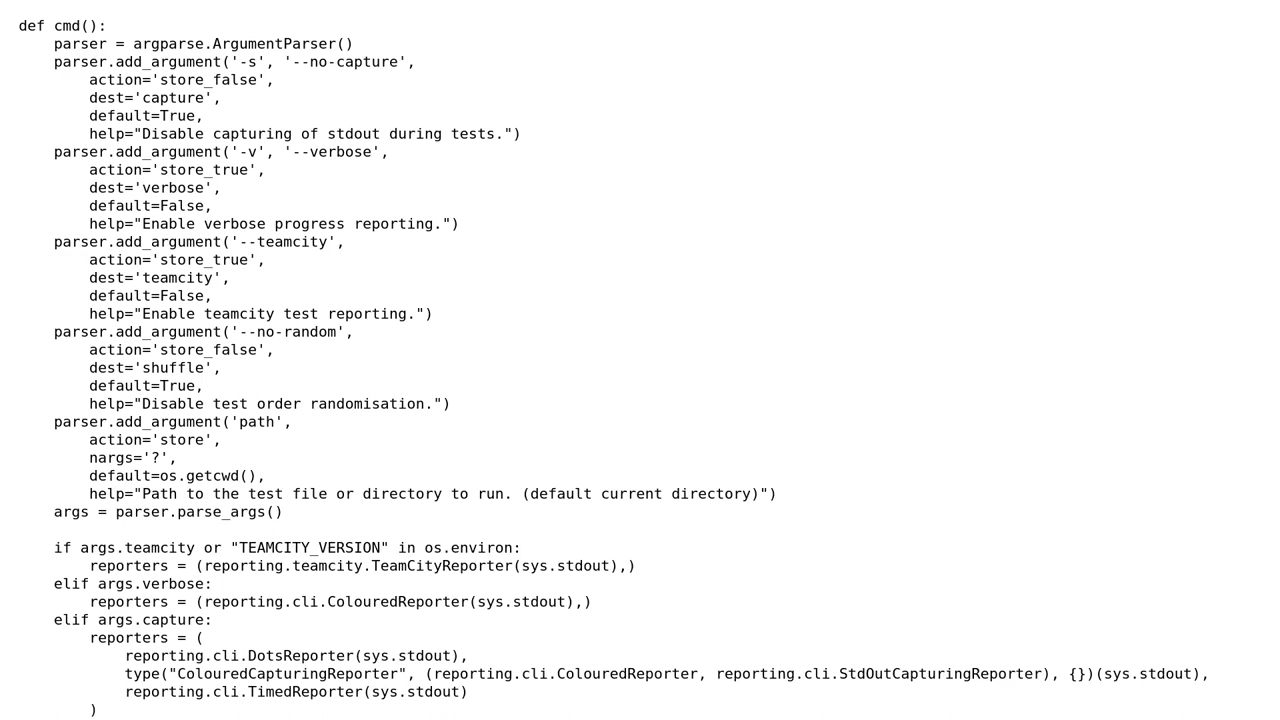 def cmd():
    parser = argparse.ArgumentParser()
    parser.add_argument('-s', '--no-capture',
        action='store_false',
        dest='capture',
        default=True,
        help="Disable capturing of stdout during tests.")
    parser.add_argument('-v', '--verbose',
        action='store_true',
        dest='verbose',
        default=False,
        help="Enable verbose progress reporting.")
    parser.add_argument('--teamcity',
        action='store_true',
        dest='teamcity',
        default=False,
        help="Enable teamcity test reporting.")
    parser.add_argument('--no-random',
        action='store_false',
        dest='shuffle',
        default=True,
        help="Disable test order randomisation.")
    parser.add_argument('path',
        action='store',
        nargs='?',
        default=os.getcwd(),
        help="Path to the test file or directory to run. (default current directory)")
    args = parser.parse_args()

    if args.teamcity or "TEAMCITY_VERSION" in os.environ:
        reporters = (reporting.teamcity.TeamCityReporter(sys.stdout),)
    elif args.verbose:
        reporters = (reporting.cli.ColouredReporter(sys.stdout),)
    elif args.capture:
        reporters = (
            reporting.cli.DotsReporter(sys.stdout),
            type("ColouredCapturingReporter", (reporting.cli.ColouredReporter, reporting.cli.StdOutCapturingReporter), {})(sys.stdout),
            reporting.cli.TimedReporter(sys.stdout)
        )